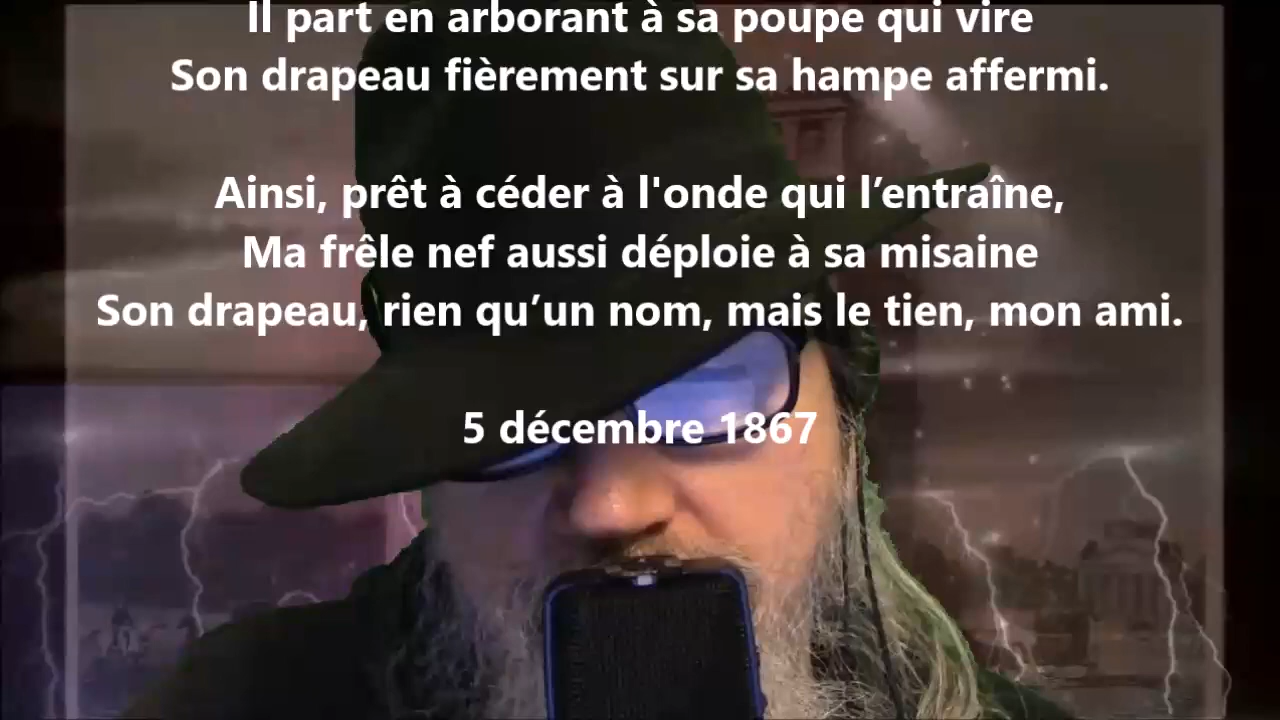 Il part en arborant à sa poupe qui vire
Son drapeau fièrement sur sa hampe affermi.
Ainsi, prêt à céder à l'onde qui l’entraîne,
Ma frêle nef aussi déploie à sa misaine
Son drapeau, rien qu’un nom, mais le tien, mon ami.
5 décembre 1867